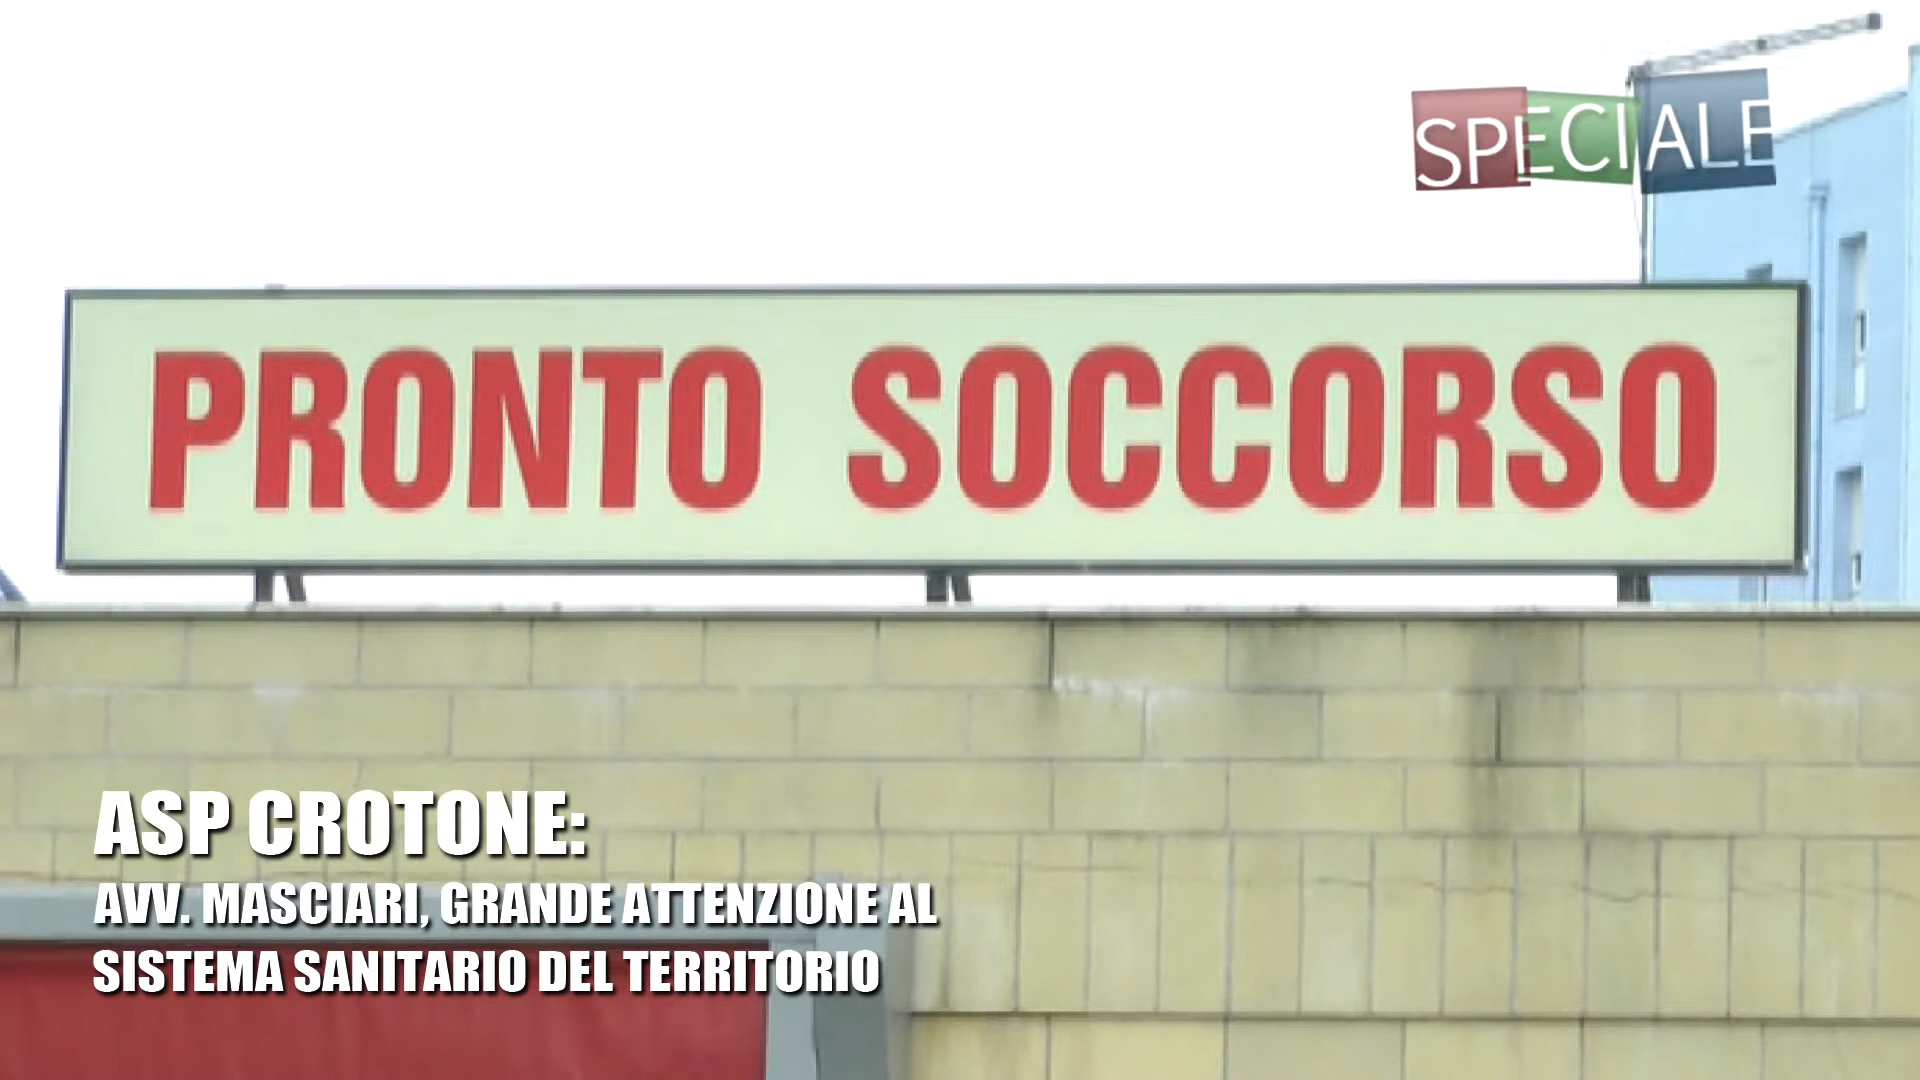 SPECIALE
PRONTO SOCCORSO
ASP CROTONE:
AVV. MASCIARI, GRANDE ATTENZIONE AL
SISTEMA SANITARIO DEL TERRITORIO